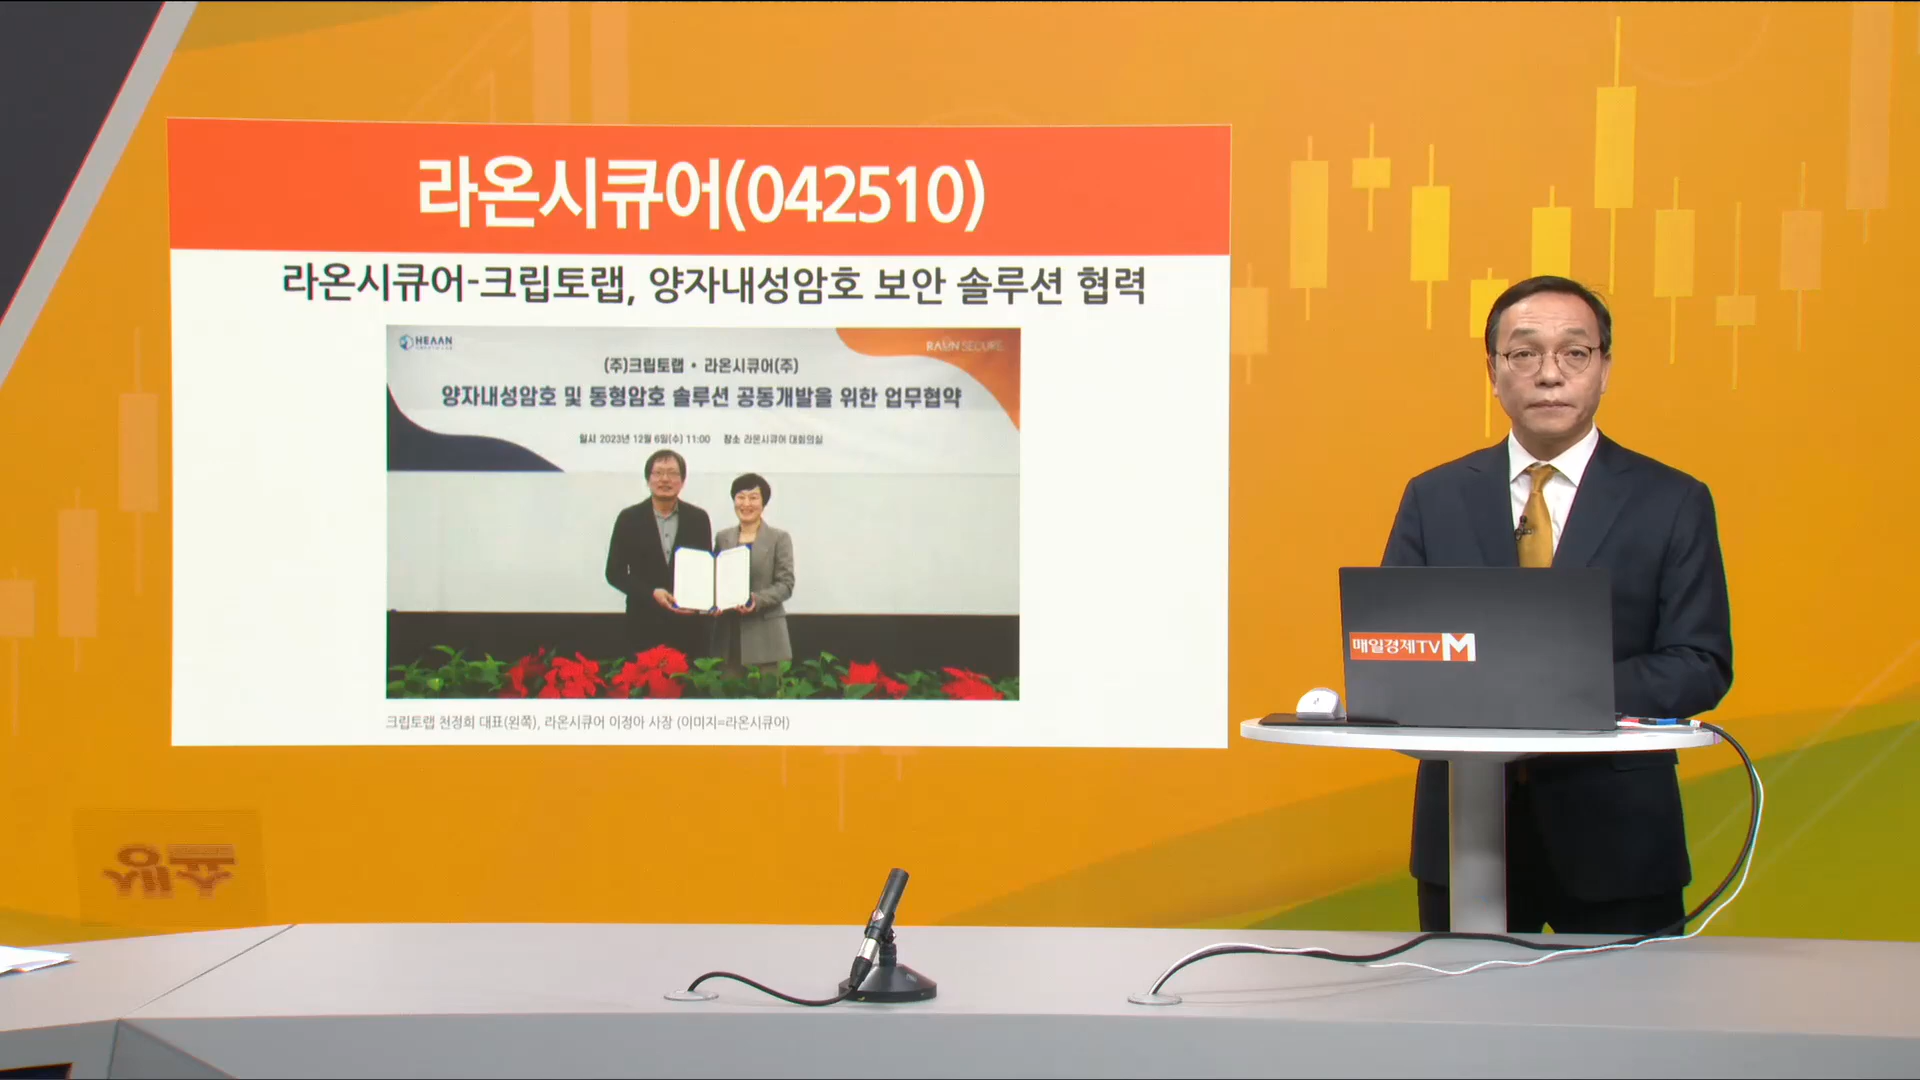 라온시큐어(042510)
라온시큐어-크립토랩, 양자내성암호 보안 솔루션 협력
HEAAN
RAON SECURE
(주)크립토랩 • 라온시큐어(주)
양자내성암호 및 동형암호 솔루션 공동개발을 위한 업무협약
일시 2023년 12월 6일(수) 11:00 장소 라온시큐어 대회의실
크립토랩 천정희 대표(왼쪽), 라온시큐어 이정아 사장 (이미지=라온시큐어)
매일경제TV M